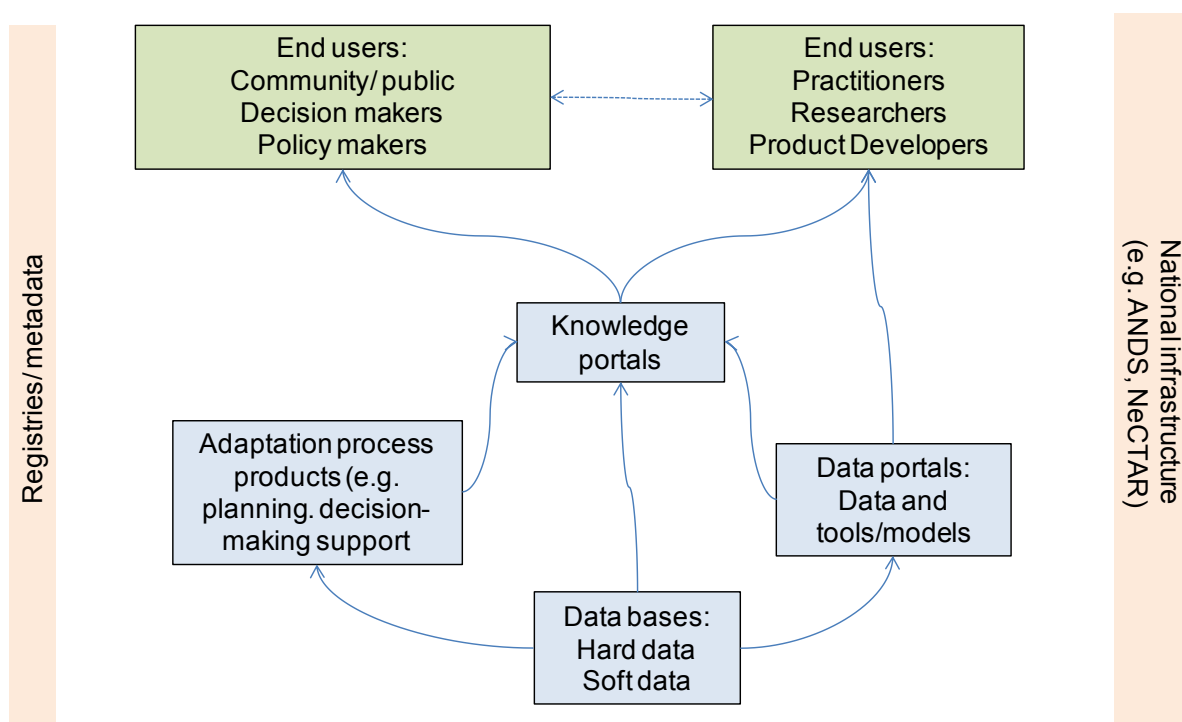 End users:
Community/ public
Decision makers
Policy makers
End users:
Practitioners
Researchers
Product Developers
Registries/ metadata
National infrastructure
(e.g. ANDS, NeCTAR)
Knowledge
portals
Adaptation process
products (e.g.
planning. decision-
making support
Data portals:
Data and
tools/models
Data bases:
Hard data
Soft data